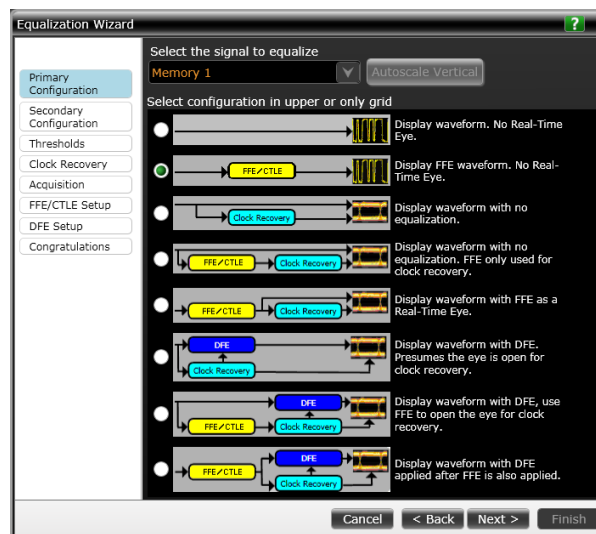 Equalization Wizard
?
Select the signal to equalize
Memory 1
Autoscale Vertical
Primary
Configuration
Secondary
Configuration
Thresholds
Clock Recovery
Acquisition
FFE/CTLE Setup
DFE Setup
Congratulations
Select configuration in upper or only grid
Display waveform. No Real-Time
Eye.
FFE/CTLE
Display FFE waveform. No Real-
Time Eye.
Clock Recovery
Display waveform with no
equalization.
FFE/CTLE
Clock Recovery
Display waveform with no
equalization. FFE only used for
clock recovery.
FFE/CTLE
Clock Recovery
Display waveform with FFE as a
Real-Time Eye.
DFE
Clock Recovery
Display waveform with DFE.
Presumes the eye is open for
clock recovery.
DFE
FFE/CTLE
Clock Recovery
Display waveform with DFE, use
FFE to open the eye for clock
recovery.
FFE/CTLE
DFE
Clock Recovery
Display waveform with DFE
applied after FFE is also applied.
Cancel
< Back
Next >
Finish